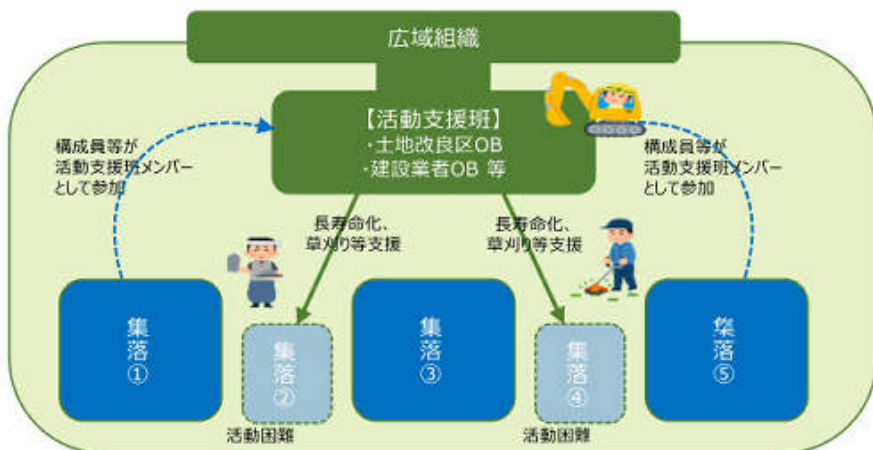 広域組織
【活動支援班】
・土地改良区OB
・建設業者OB 等
構成員等が
活動支援班メンバー
として参加
構成員等が
活動支援班メンバー
として参加
長寿命化、
草刈り等支援
長寿命化、
草刈り等支援
集落①
集落②
集落③
集落④
集落⑤
活動困難
活動困難